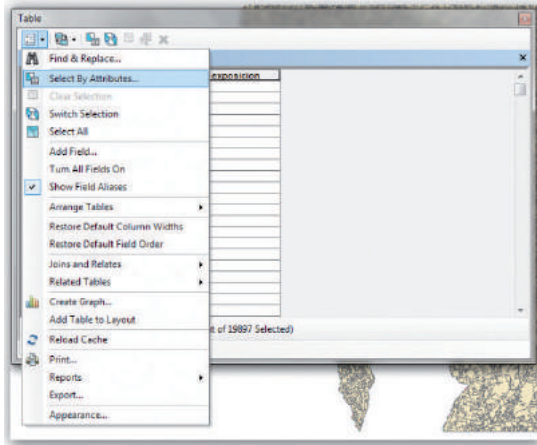 Table
Find & Replace...
Select By Attributes...
exposicion
Clear Selection
Switch Selection
Select All
Add Field...
Turn All Fields On
Show Field Aliases
Arrange Tables
Restore Default Column Widths
Restore Default Field Order
Joins and Relates
Related Tables
Create Graph...
Add Table to Layout
t of 19897 Selected)
Reload Cache
Print...
Reports
Export...
Appearance...